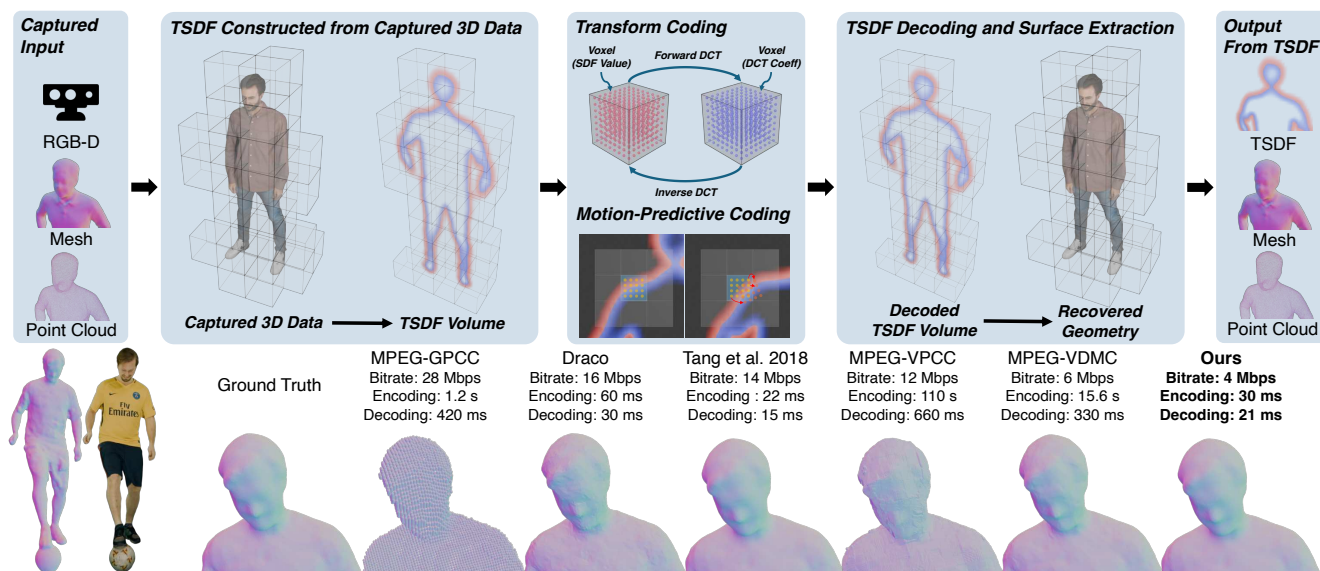 Captured
Input
RGB-D
Mesh
Point Cloud
TSDF Constructed from Captured 3D Data
Captured 3D Data
TSDF Volume
Transform Coding
Voxel
(SDF Value)
Forward DCT
Voxel
(DCT Coeff)
Inverse DCT
Motion-Predictive Coding
TSDF Decoding and Surface Extraction
Decoded
TSDF Volume
Recovered
Geometry
Output
From TSDF
TSDF
Mesh
Point Cloud
Fly
Emirates
Ground Truth
MPEG-GPCC
Bitrate: 28 Mbps
Encoding: 1.2 s
Decoding: 420 ms
Draco
Bitrate: 16 Mbps
Encoding: 60 ms
Decoding: 30 ms
Tang et al. 2018
Bitrate: 14 Mbps
Encoding: 22 ms
Decoding: 15 ms
MPEG-VPCC
Bitrate: 12 Mbps
Encoding: 110 s
Decoding: 660 ms
MPEG-VDMC
Bitrate: 6 Mbps
Encoding: 15.6 s
Decoding: 330 ms
Ours
Bitrate: 4 Mbps
Encoding: 30 ms
Decoding: 21 ms